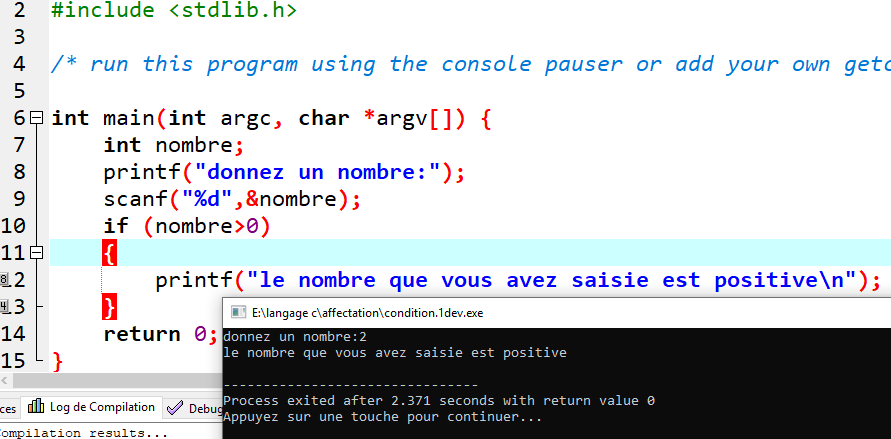 2 #include <stdlib.h>
3
4 /* run this program using the console pauser or add your own getc
5
6 int main(int argc, char *argv[]) {
7 int nombre;
8 printf("donnez un nombre:");
9 scanf("%d",&nombre);
10 if (nombre>0)
11 {
2 printf("le nombre que vous avez saisie est positive\n");
3 }
14 return 0;
15 }
E:\langage c\affectation\condition.1dev.exe
donnez un nombre:2
le nombre que vous avez saisie est positive
--------------------------------
Process exited after 2.371 seconds with return value 0
Appuyez sur une touche pour continuer...
ces Log de Compilation Debug
ompilation results...